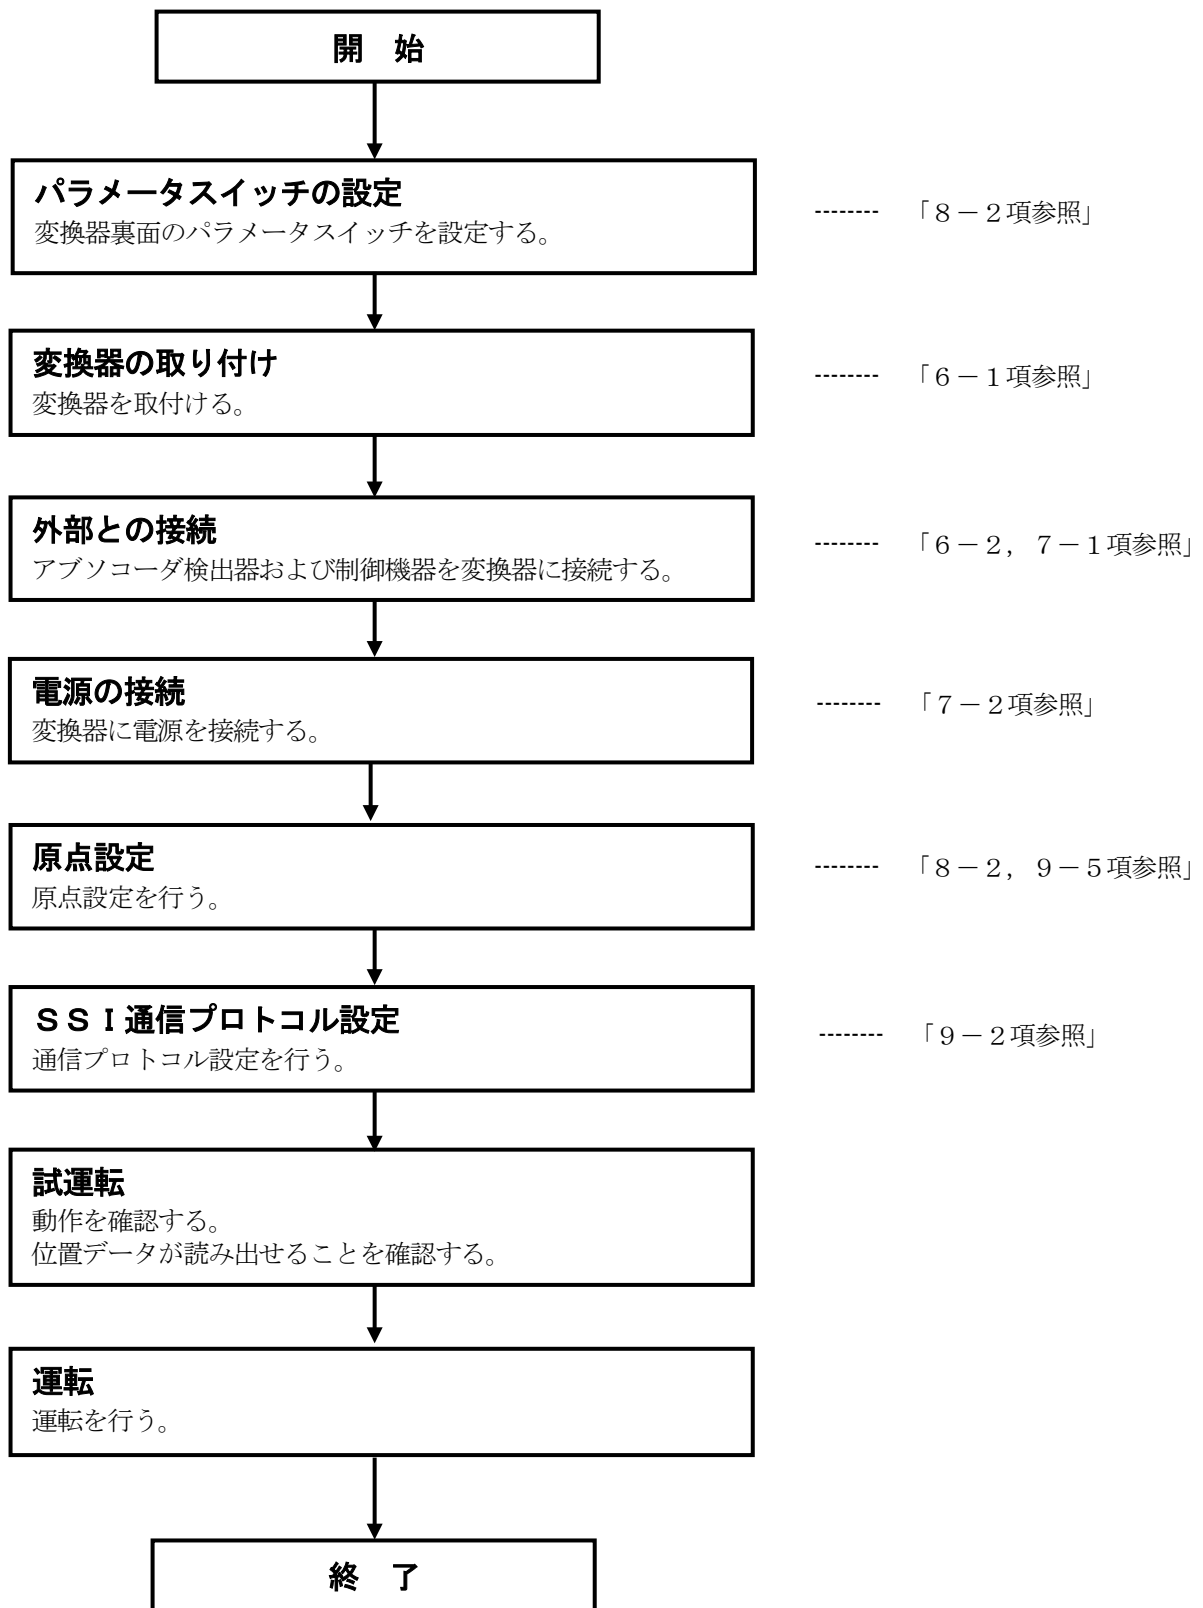 開　始
パラメータスイッチの設定
変換器裏面のパラメータスイッチを設定する。
-------- 「８－２項参照」
変換器の取り付け
変換器を取付ける。
-------- 「６－１項参照」
外部との接続
アブソコーダ検出器および制御機器を変換器に接続する。
-------- 「６－２，７－１項参照」
電源の接続
変換器に電源を接続する。
-------- 「７－２項参照」
原点設定
原点設定を行う。
-------- 「８－２，９－５項参照」
ＳＳＩ通信プロトコル設定
通信プロトコル設定を行う。
-------- 「９－２項参照」
試運転
動作を確認する。
位置データが読み出せることを確認する。
運転
運転を行う。
終　了